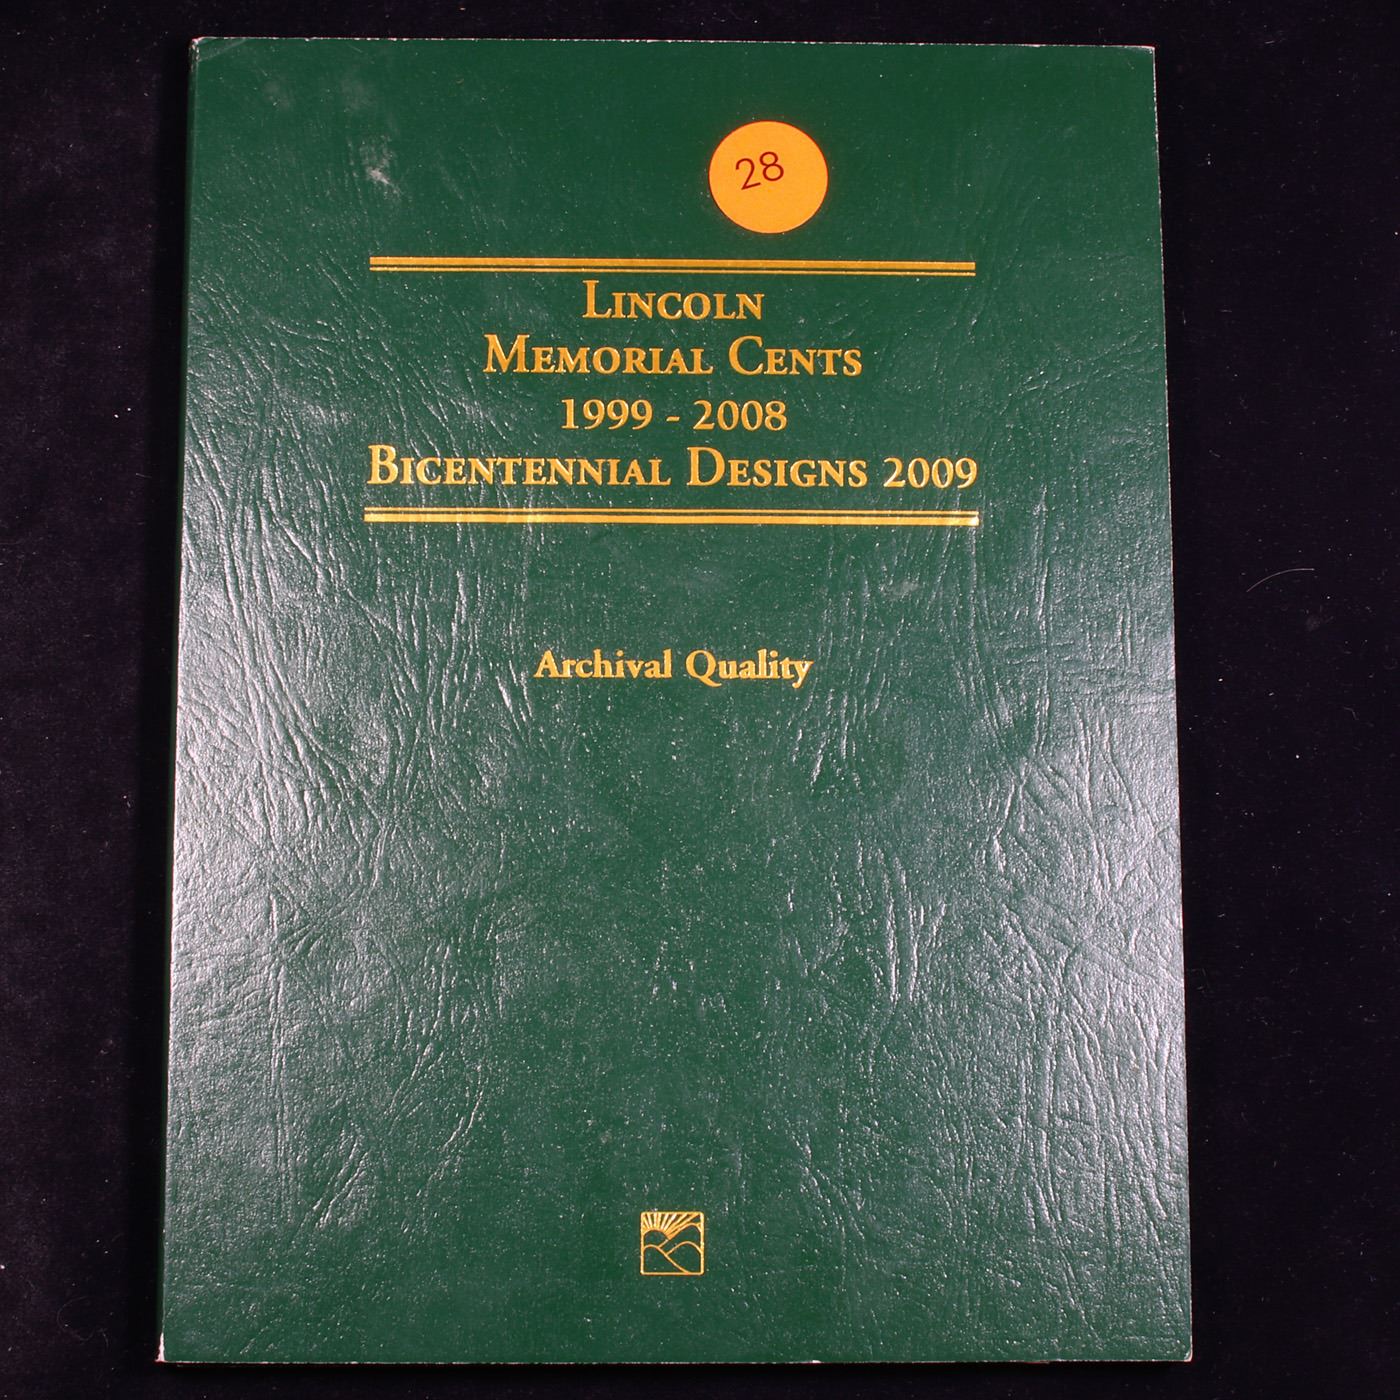 28
LINCOLN
MEMORIAL CENTS
1999 - 2008
BICENTENNIAL DESIGNS 2009
Archival Quality